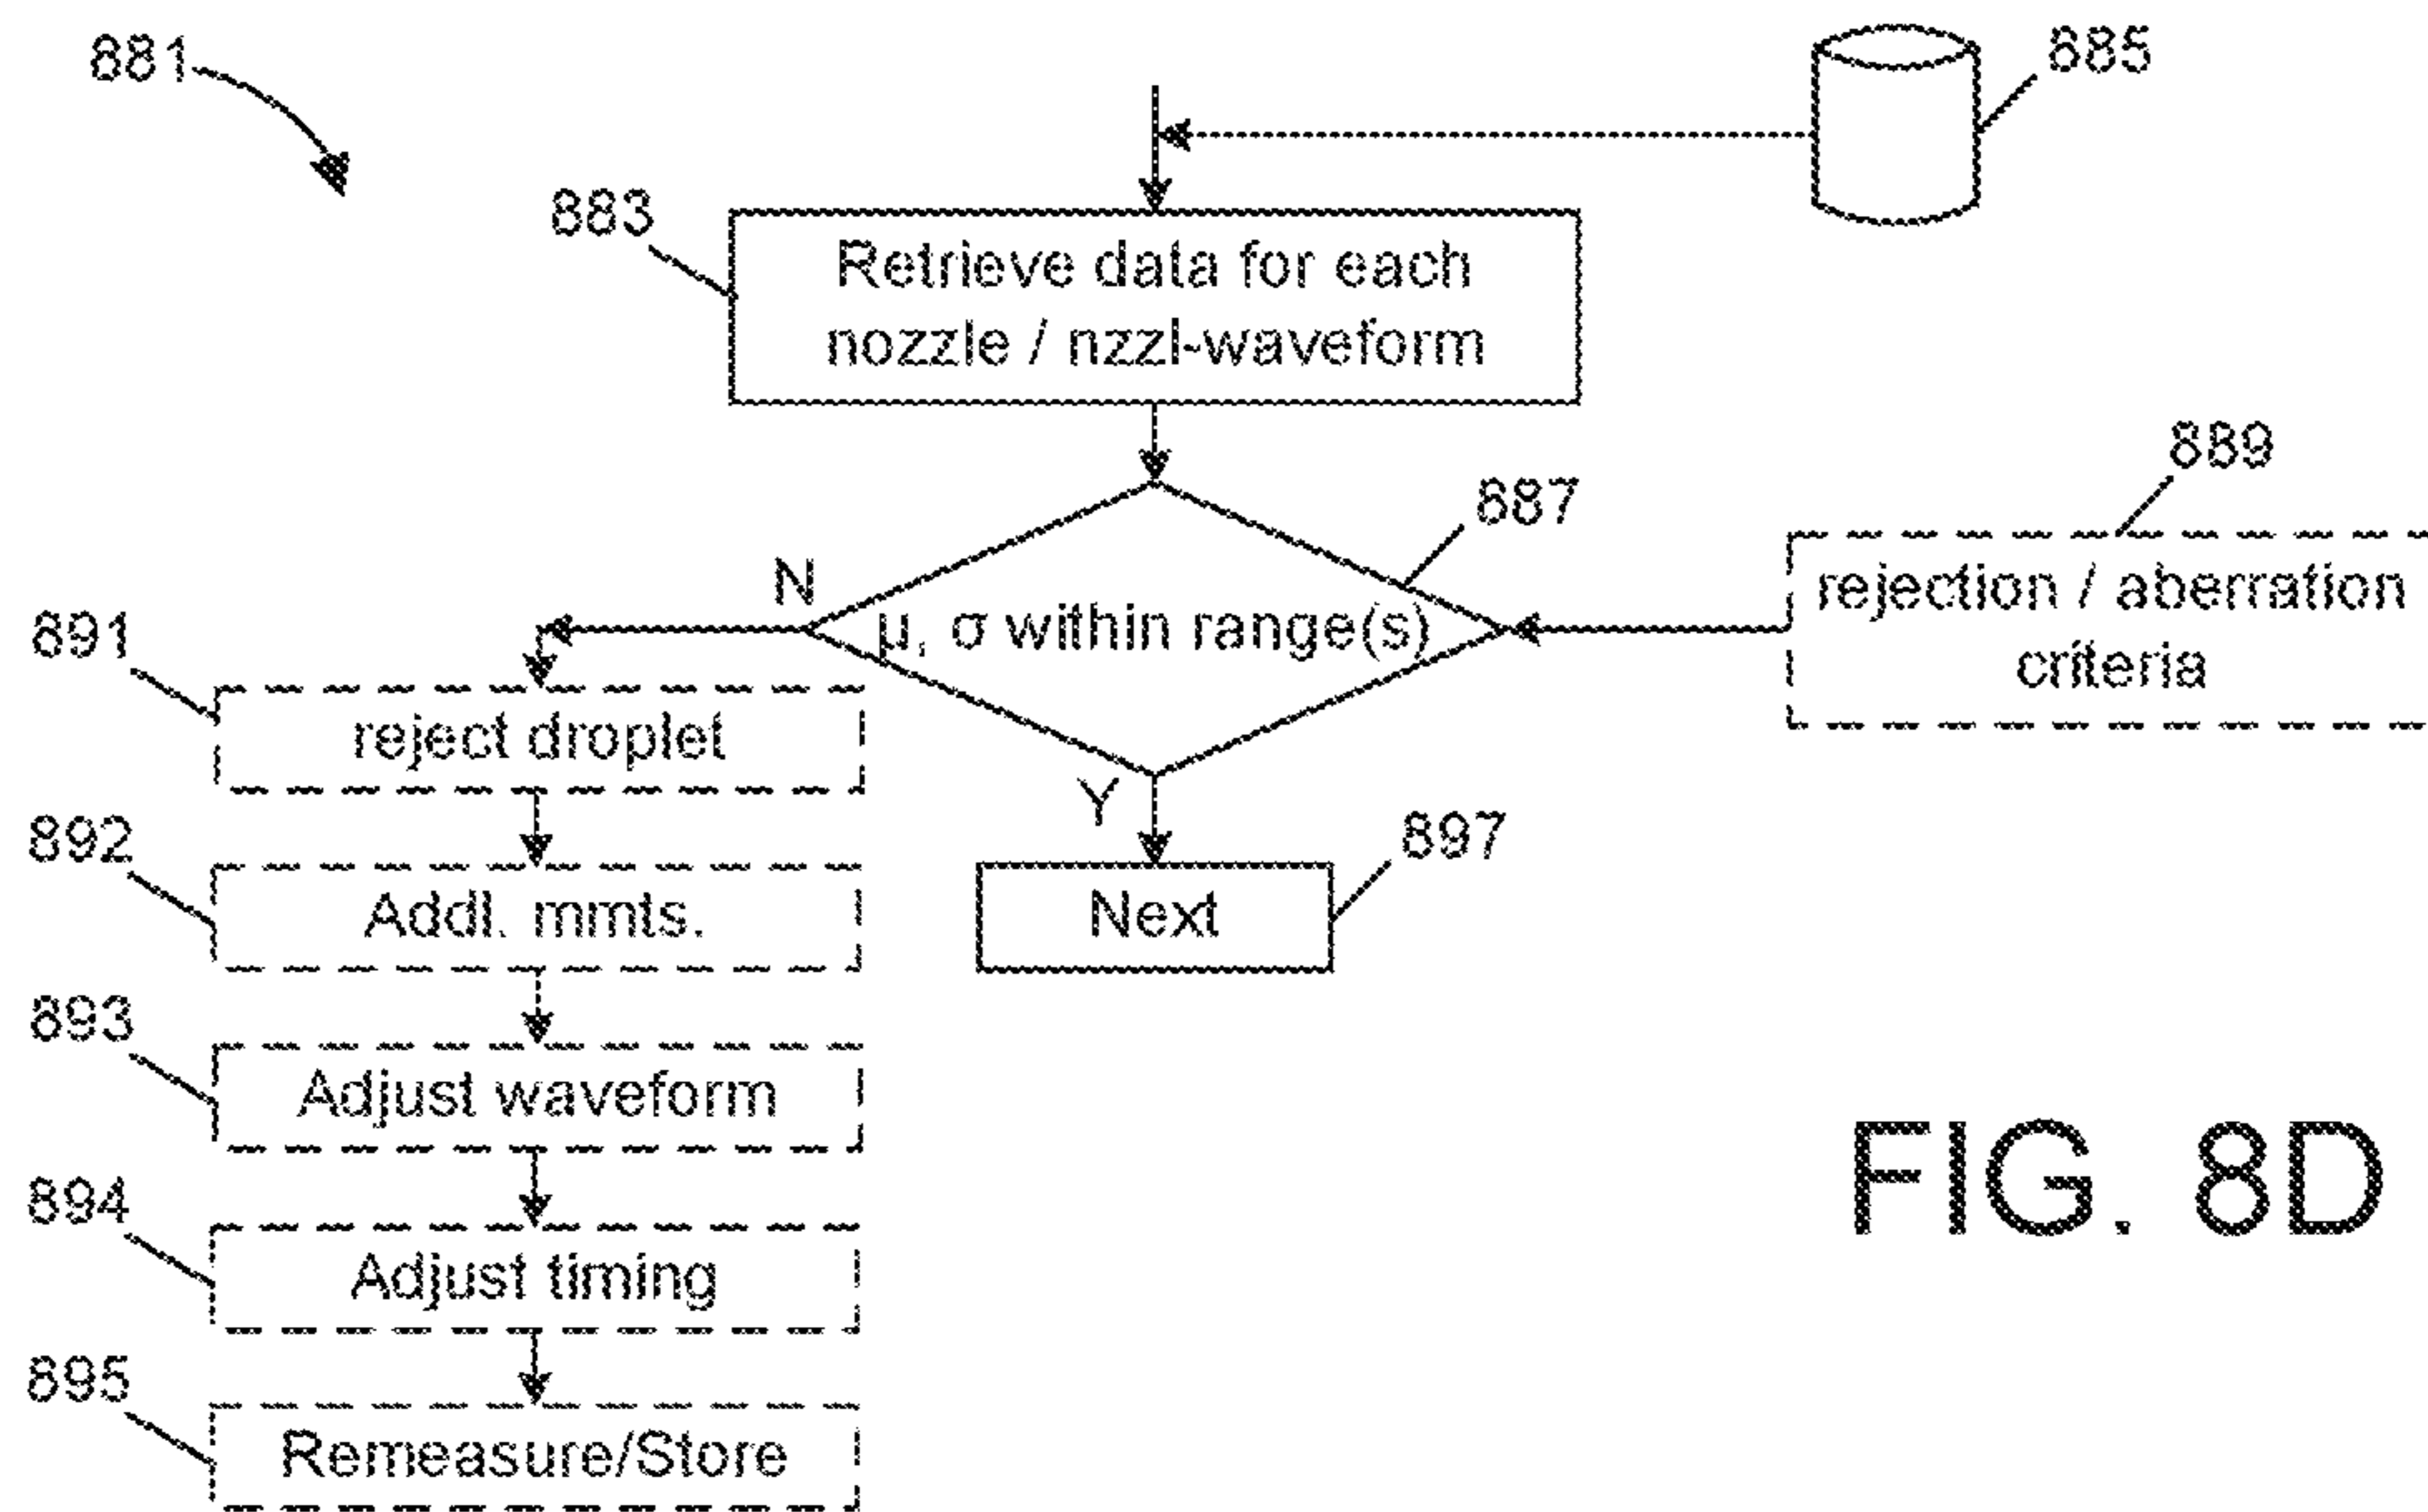 881
885
883
Retrieve data for each
nozzle / nzzl-waveform
889
887
N
rejection / aberration
criteria
μ, σ within range(s)
891
reject droplet
Y
892
Addl. mmts.
897
Next
893
Adjust waveform
894
Adjust timing
895
Remeasure/Store
FIG. 8D